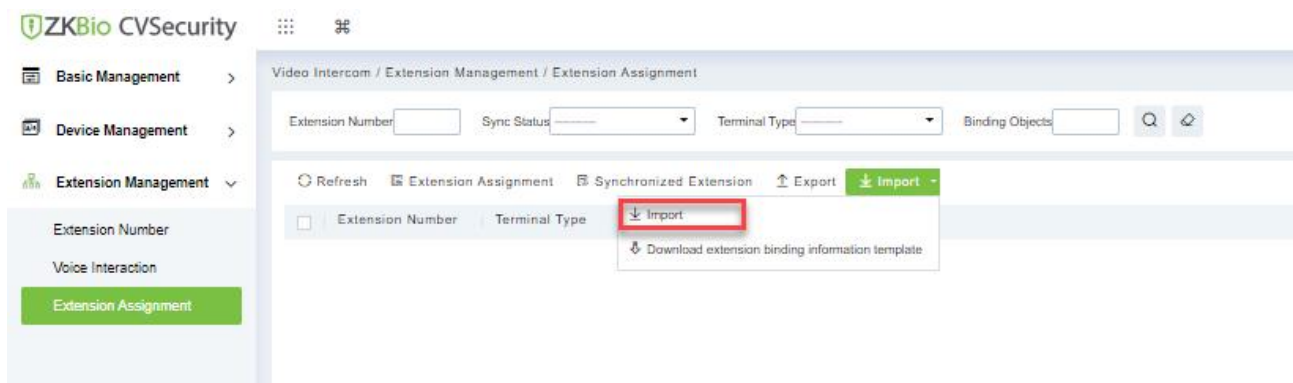 ZKBio CVSecurity
Basic Management
Device Management
Extension Management
Extension Number
Voice Interaction
Extension Assignment
Video Intercom / Extension Management / Extension Assignment
Extension Number Sync Status --------- Terminal Type --------- Binding Objects
Refresh Extension Assignment Synchronized Extension Export Import
Extension Number Terminal Type
Import
Download extension binding information template